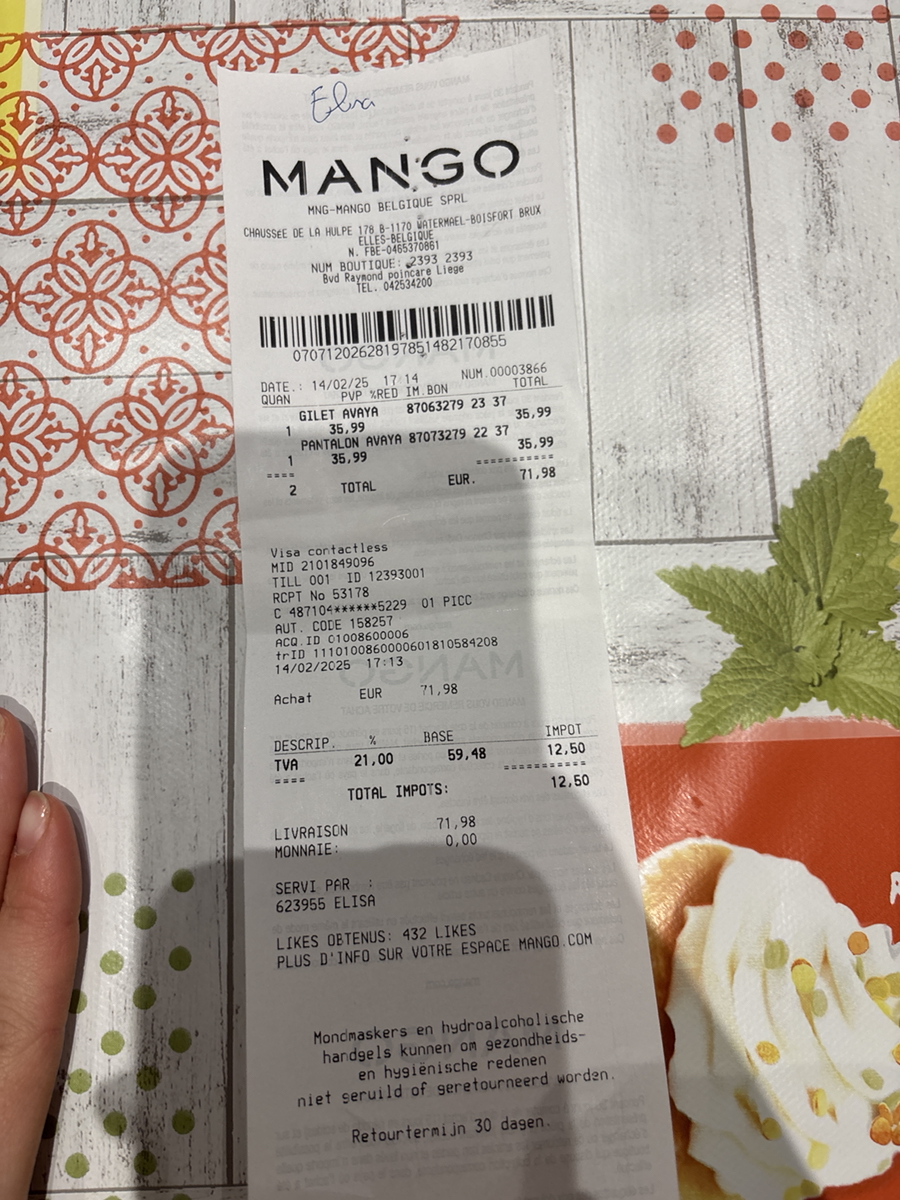 Elisa
MANGO
MNG-MANGO BELGIQUE SPRL
CHAUSSEE DE LA HULPE 178 B-1170 WATERMAEL-BOISFORT BRUX
ELLES-BELGIQUE
N. FBE-0465370861
NUM BOUTIQUE: 2393 2393
Bvd Raymond poincare Liege
TEL. 042534200
07071202628197851482170855
DATE.: 14/02/25 17 14 NUM.00003866
QUAN PVP %RED IM.BON TOTAL
GILET AVAYA 87063279 23 37
1 35,99 35,99
PANTALON AVAYA 87073279 22 37
1 35,99 35,99
==== ==========
2 TOTAL EUR. 71,98
Visa contactless
MID 2101849096
TILL 001 ID 12393001
RCPT No 53178
C 487104******5229 01 PICC
AUT. CODE 158257
ACQ.ID 01008600006
trID 1110100860000601810584208
14/02/2025 17:13
Achat EUR 71,98
DESCRIP. % BASE IMPOT
TVA 21,00 59,48 12,50
==== ==========
TOTAL IMPOTS: 12,50
LIVRAISON 71,98
MONNAIE: 0,00
SERVI PAR :
623955 ELISA
LIKES OBTENUS: 432 LIKES
PLUS D'INFO SUR VOTRE ESPACE MANGO.COM
Mondmaskers en hydroalcoholische
handgels kunnen om gezondheids-
en hygiënische redenen
niet geruild of geretourneerd worden.
Retourtermijn 30 dagen.